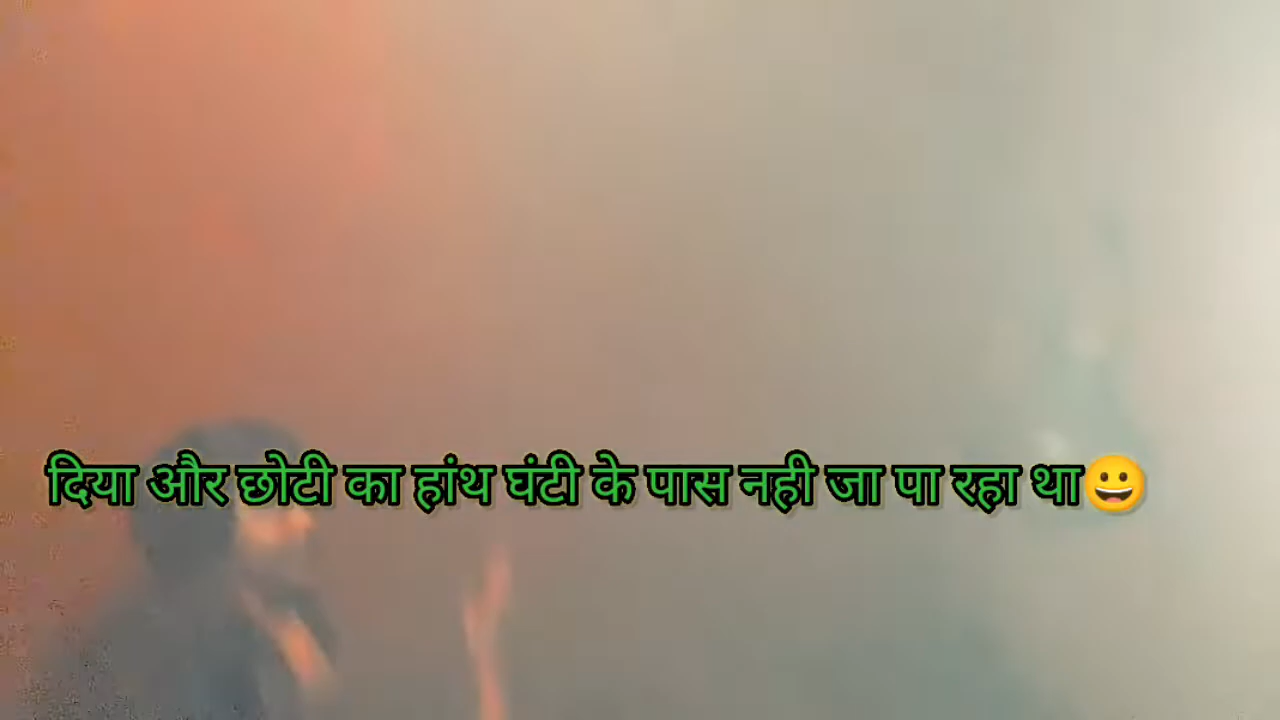 दिया और छोटी का हांथ घंटी के पास नही जा पा रहा था😀